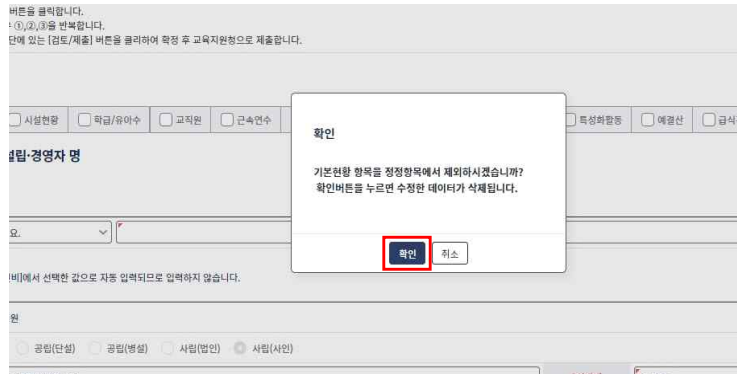 버튼을 클릭합니다.
①,②,③을 반복합니다.
단에 있는 [검토/제출] 버튼을 클리하여 확정 후 교육지원청으로 제출합니다.
시설현황 학급/유아수 교직원 근속연수 특성화활동 예결산 급식
확인
기본현황 항목을 정정항목에서 제외하시겠습니까?
확인버튼을 누르면 수정한 데이터가 삭제됩니다.
확인 취소
설립·경영자 명
요.
비]에서 선택한 값으로 자동 입력되므로 입력하지 않습니다.
원
공립(단설) 공립(병설) 사립(법인) 사립(사인)